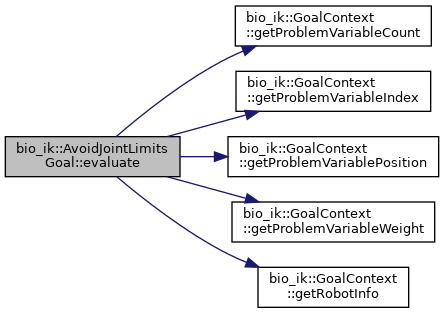 bio_ik::AvoidJointLimits
Goal::evaluate
bio_ik::GoalContext
::getProblemVariableCount
bio_ik::GoalContext
::getProblemVariableIndex
bio_ik::GoalContext
::getProblemVariablePosition
bio_ik::GoalContext
::getProblemVariableWeight
bio_ik::GoalContext
::getRobotInfo